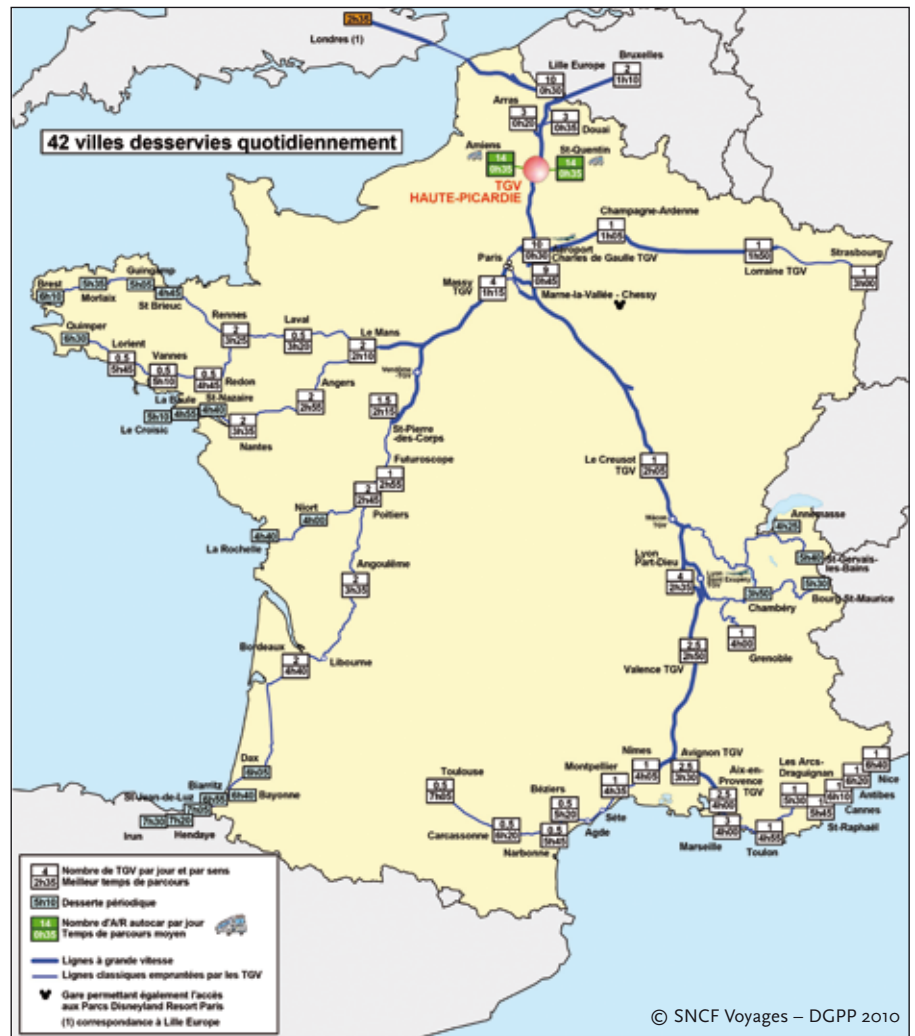 2h35
Londres (1)
Bruxelles
2
1h10
Lille Europe
10
0h30
Arras
3
0h20
3
0h35
Douai
42 villes desservies quotidiennement
Amiens
14
0h35
St-Quentin
14
0h35
TGV
HAUTE-PICARDIE
Champagne-Ardenne
1
1h05
10
0h30
Aéroport
Charles de Gaulle TGV
Paris
9
0h45
Marne-la-Vallée - Chessy
Massy
TGV
4
1h15
1
1h50
Lorraine TGV
Strasbourg
1
3h00
Brest
6h10
5h35
Morlaix
Guingamp
5h05
4h45
St Brieuc
Quimper
6h30
Lorient
0.5
5h45
Vannes
0.5
5h10
Rennes
2
3h25
0.5
4h45
Redon
Laval
0.5
3h20
Le Mans
2
2h10
Angers
2
2h55
La Baule
St-Nazaire
4h40
4h55
5h10
Le Croisic
2
3h35
Nantes
Vendôme
-TGV
1.5
2h15
St-Pierre
-des-Corps
Futuroscope
1
2h55
2
2h45
Poitiers
Niort
4h00
4h40
La Rochelle
Angoulême
2
3h35
Bordeaux
2
4h40
Libourne
Le Creusot
TGV
1
2h05
Mâcon
TGV
Annemasse
4h25
5h40
St-Gervais-
les-Bains
5h30
Bourg-St-Maurice
Lyon
Part-Dieu
4
2h35
Lyon
Saint Exupéry
TGV
3h50
Chambéry
1
4h00
Grenoble
2.5
2h50
Valence TGV
Dax
6h05
Biarritz
6h55
6h40
Bayonne
St-Jean-de-Luz
7h05
7h20
7h30
Irun
Hendaye
Toulouse
0.5
7h05
Carcassonne
0.5
6h20
Béziers
0.5
5h20
0.5
5h45
Narbonne
Agde
Sète
Montpellier
1
4h35
Nîmes
1
4h05
Avignon TGV
2.5
3h30
Aix-en-
Provence
TGV
2.5
4h00
3
4h00
Marseille
1
4h55
Toulon
Les Arcs-
Draguignan
1
5h30
1
5h45
St-Raphaël
1
6h10
Cannes
1
6h20
Antibes
1
6h40
Nice
4
2h35
Nombre de TGV par jour et par sens
Meilleur temps de parcours
5h10
Desserte périodique
14
0h35
Nombre d'A/R autocar par jour
Temps de parcours moyen
Lignes à grande vitesse
Lignes classiques empruntées par les TGV
Gare permettant également l'accès
aux Parcs Disneyland Resort Paris
(1) correspondance à Lille Europe
© SNCF Voyages – DGPP 2010